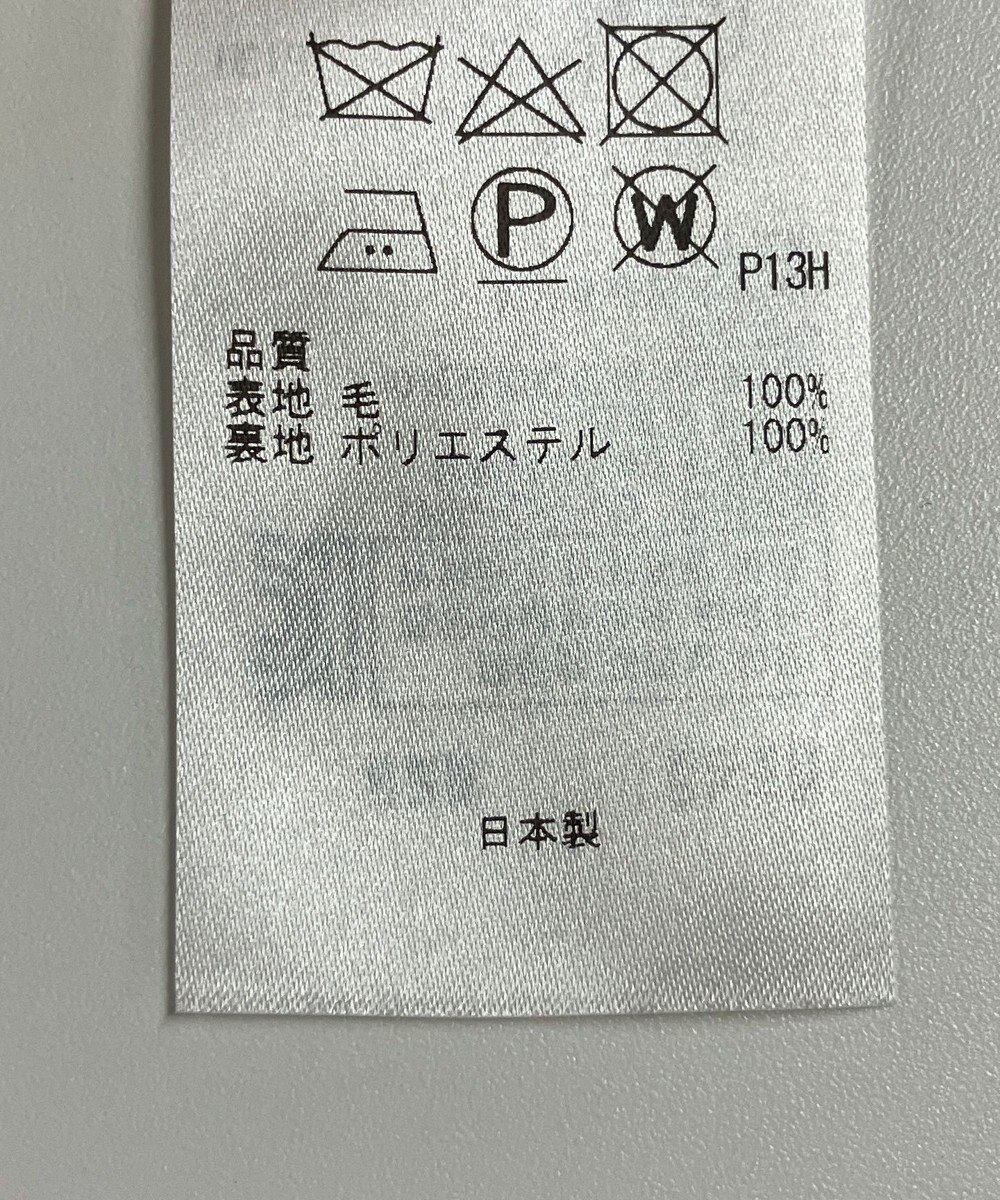 P
W
P13H
品質
表地 毛 100%
裏地 ポリエステル 100%
日本製